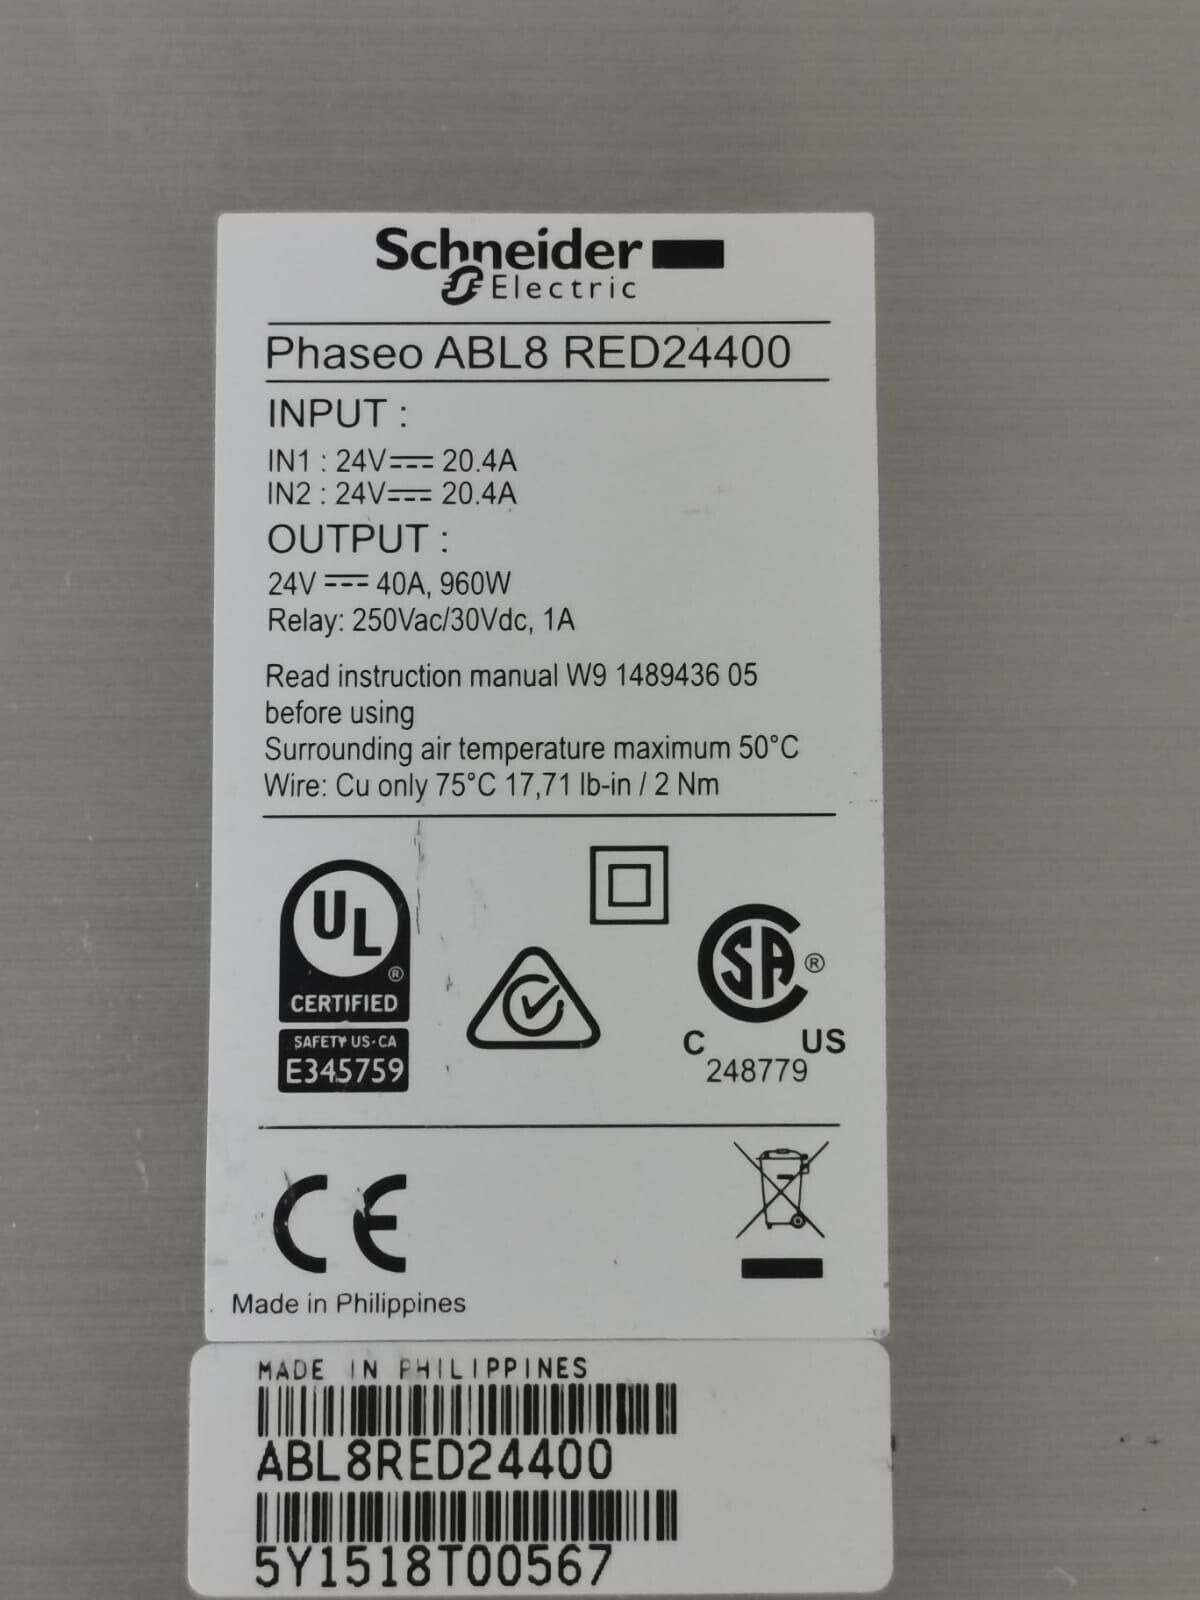 Schneider
Electric
Phaseo ABL8 RED24400
INPUT :
IN1 : 24V⎓ 20.4A
IN2 : 24V⎓ 20.4A
OUTPUT :
24V ⎓ 40A, 960W
Relay: 250Vac/30Vdc, 1A
Read instruction manual W9 1489436 05
before using
Surrounding air temperature maximum 50°C
Wire: Cu only 75°C 17,71 lb-in / 2 Nm
UL
®
CERTIFIED
SAFETY US·CA
E345759
SA ®
C US
248779
CE
Made in Philippines
MADE IN PHILIPPINES
ABL8RED24400
5Y1518T00567